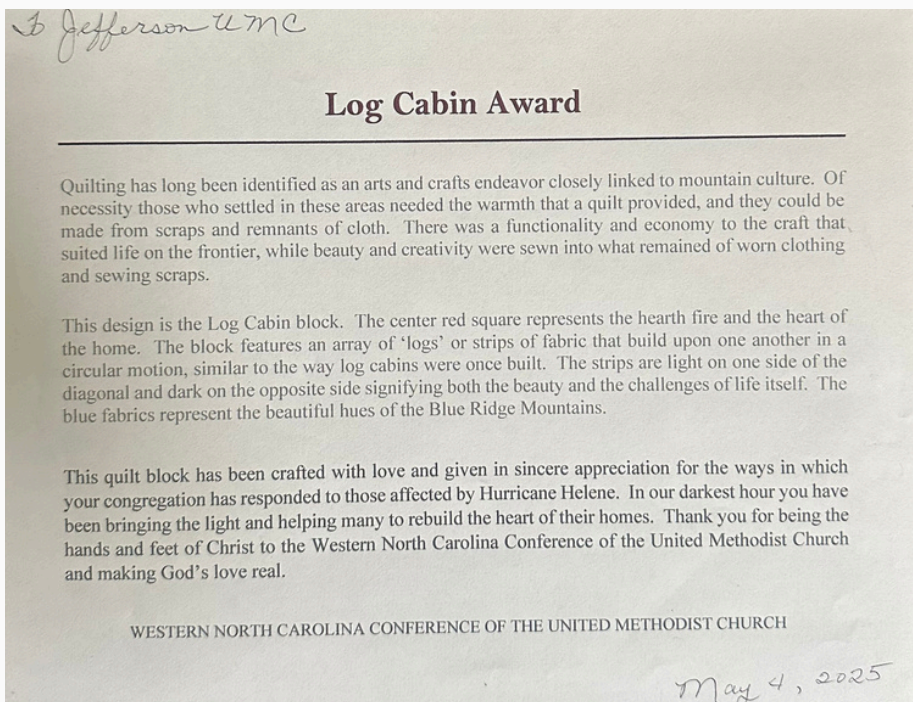 To Jefferson UMC
Log Cabin Award
Quilting has long been identified as an arts and crafts endeavor closely linked to mountain culture. Of
necessity those who settled in these areas needed the warmth that a quilt provided, and they could be
made from scraps and remnants of cloth. There was a functionality and economy to the craft that
suited life on the frontier, while beauty and creativity were sewn into what remained of worn clothing
and sewing scraps.
This design is the Log Cabin block. The center red square represents the hearth fire and the heart of
the home. The block features an array of ‘logs’ or strips of fabric that build upon one another in a
circular motion, similar to the way log cabins were once built. The strips are light on one side of the
diagonal and dark on the opposite side signifying both the beauty and the challenges of life itself. The
blue fabrics represent the beautiful hues of the Blue Ridge Mountains.
This quilt block has been crafted with love and given in sincere appreciation for the ways in which
your congregation has responded to those affected by Hurricane Helene. In our darkest hour you have
been bringing the light and helping many to rebuild the heart of their homes. Thank you for being the
hands and feet of Christ to the Western North Carolina Conference of the United Methodist Church
and making God’s love real.
WESTERN NORTH CAROLINA CONFERENCE OF THE UNITED METHODIST CHURCH
May 4, 2025